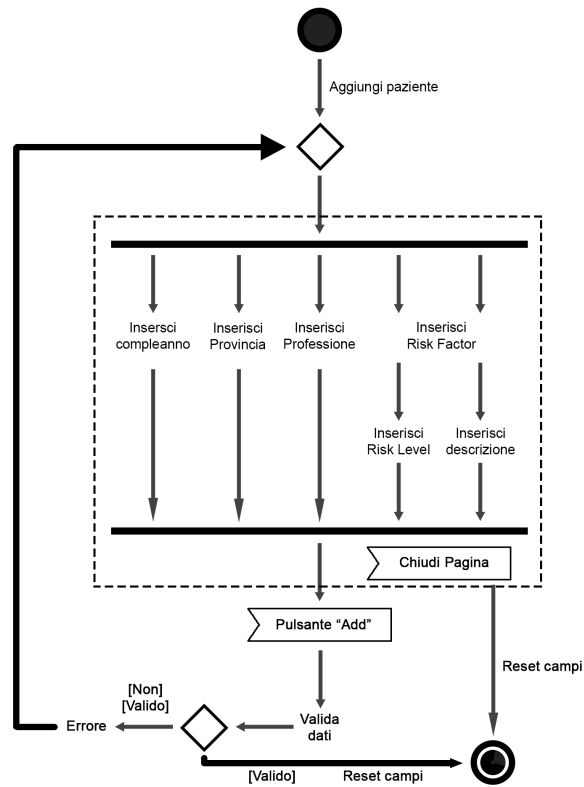 Aggiungi paziente
Insersci
compleanno
Inserisci
Provincia
Inserisci
Professione
Inserisci
Risk Factor
Inserisci
Risk Level
Inserisci
descrizione
Chiudi Pagina
Pulsante “Add”
Reset campi
[Non]
[Valido]
Errore
Valida
dati
[Valido]
Reset campi